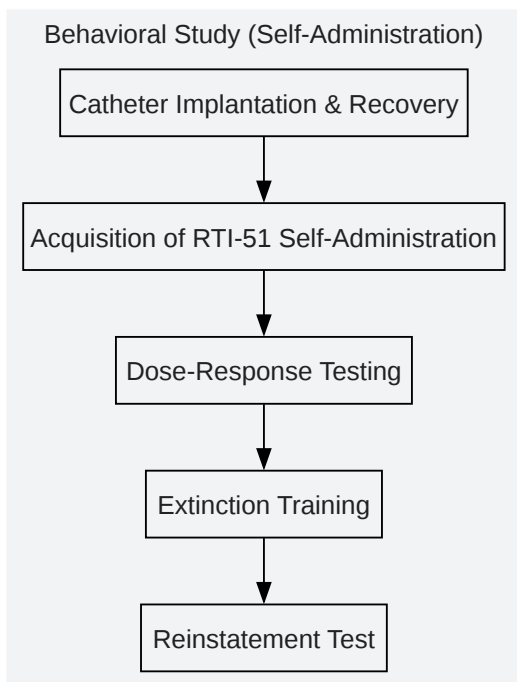 Behavioral Study (Self-Administration)
Catheter Implantation & Recovery
Acquisition of RTI-51 Self-Administration
Dose-Response Testing
Extinction Training
Reinstatement Test